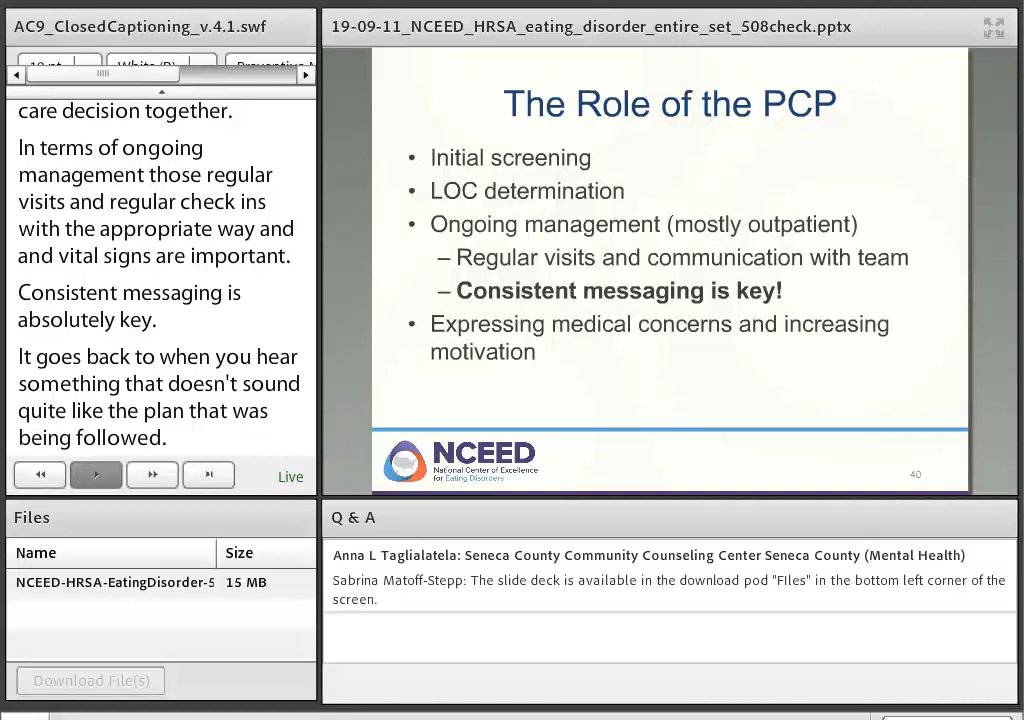 AC9_ClosedCaptioning_v.4.1.swf
care decision together.
In terms of ongoing
management those regular
visits and regular check ins
with the appropriate way and
and vital signs are important.
Consistent messaging is
absolutely key.
It goes back to when you hear
something that doesn't sound
quite like the plan that was
being followed.
Live
19-09-11_NCEED_HRSA_eating_disorder_entire_set_508check.pptx
The Role of the PCP
• Initial screening
• LOC determination
• Ongoing management (mostly outpatient)
– Regular visits and communication with team
– Consistent messaging is key!
• Expressing medical concerns and increasing
motivation
NCEED
National Center of Excellence
for Eating Disorders
40
Files
Name Size
NCEED-HRSA-EatingDisorder-5 15 MB
Download File(s)
Q & A
Anna L Taglialatela: Seneca County Community Counseling Center Seneca County (Mental Health)
Sabrina Matoff-Stepp: The slide deck is available in the download pod "FIles" in the bottom left corner of the
screen.